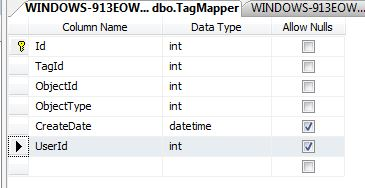 WINDOWS-913EOW... dbo.TagMapper WINDOWS-913EOW...
Column Name Data Type Allow Nulls
Id int
TagId int
ObjectId int
ObjectType int
CreateDate datetime
UserId int